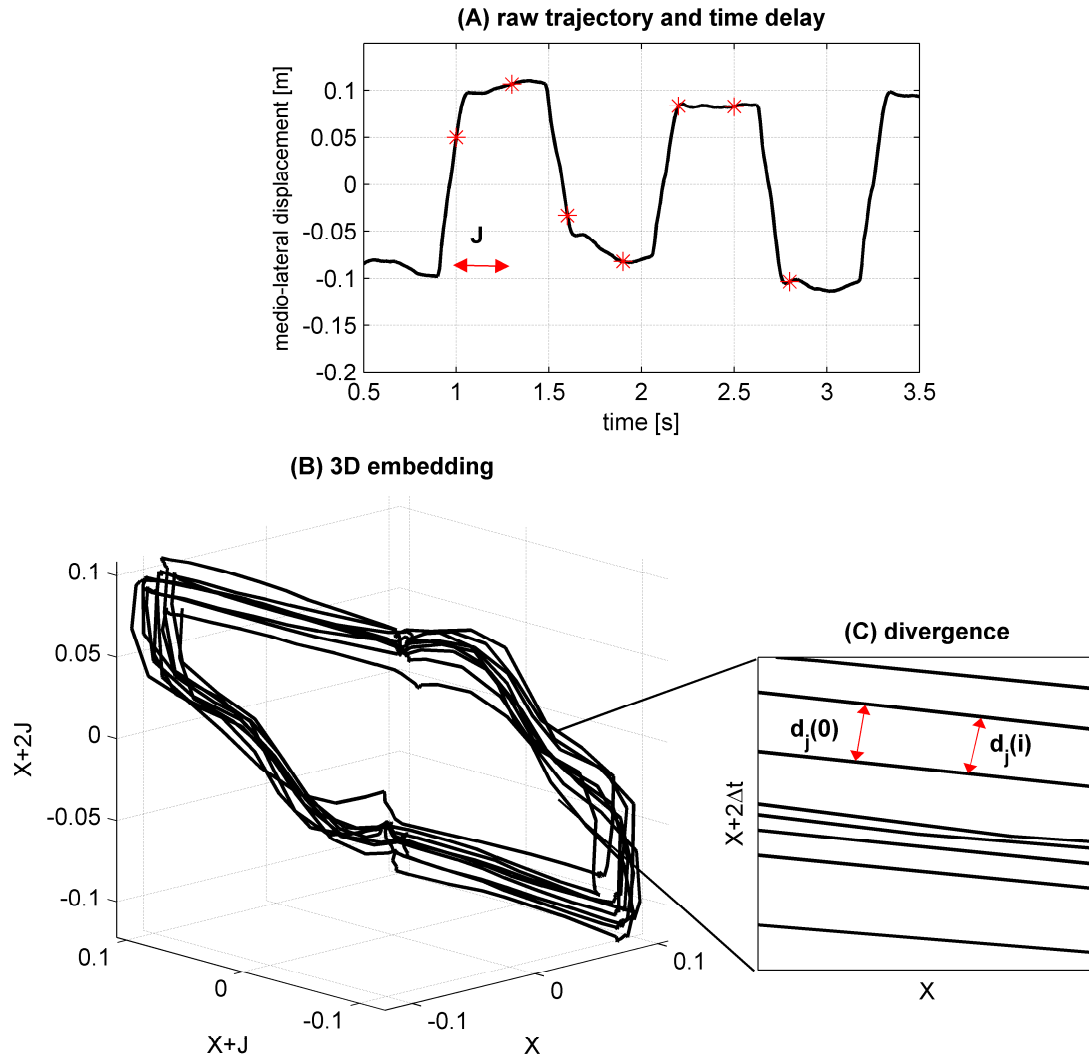 (A) raw trajectory and time delay
medio-lateral displacement [m]
0.1
0.05
0
-0.05
-0.1
-0.15
-0.2
J
0.5 1 1.5 2 2.5 3 3.5
time [s]
(B) 3D embedding
X+2J
0.1
0.05
0
-0.05
-0.1
0.1 0 -0.1
X+J
-0.1 0 0.1
X
(C) divergence
d_j(0) d_j(i)
X+2Δt
X